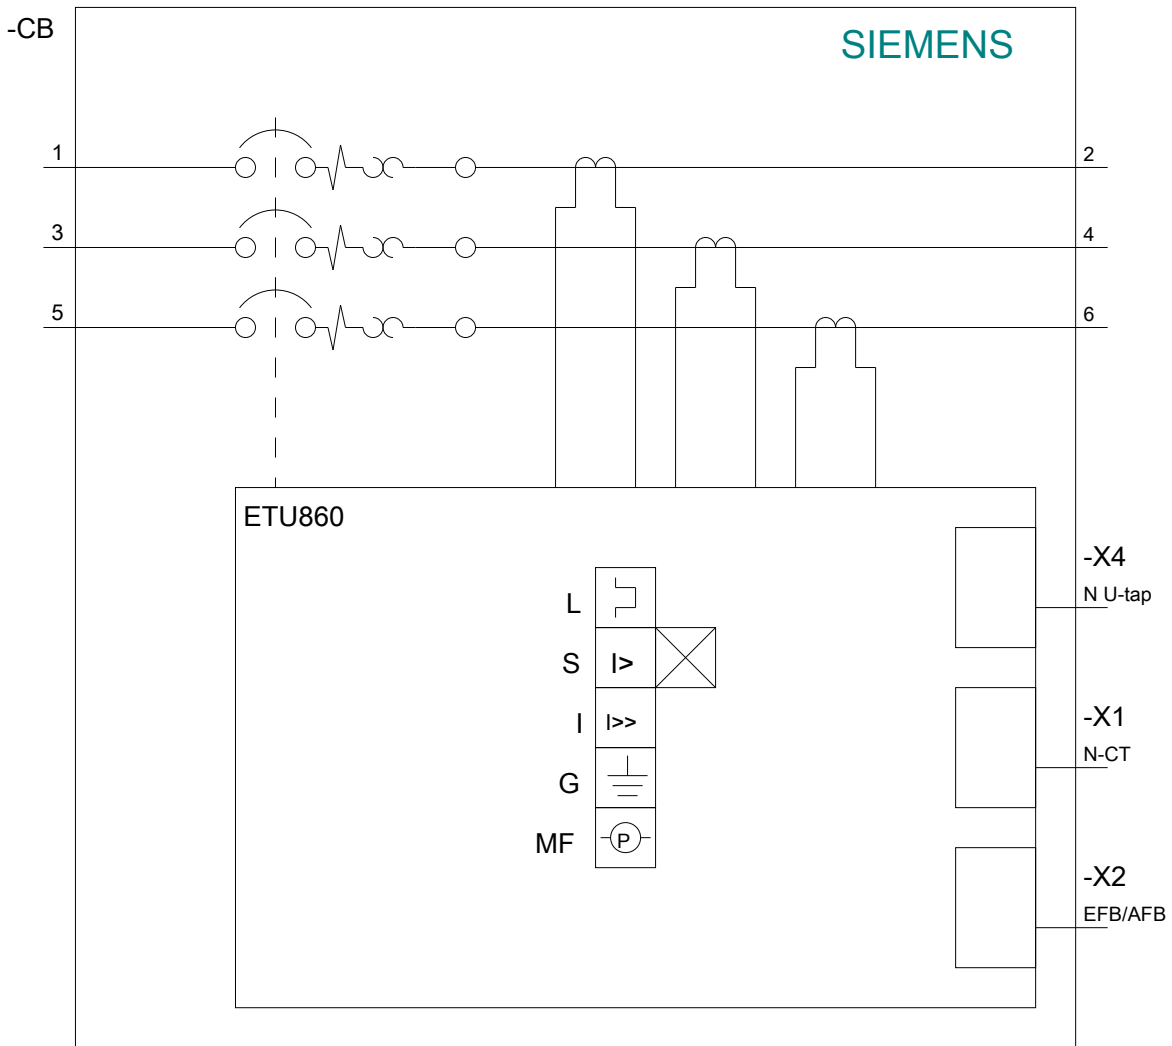 -CB
SIEMENS
1
2
3
4
5
6
ETU860
-X4
N U-tap
L
S
I>
I
I>>
-X1
N-CT
G
MF
P
-X2
EFB/AFB